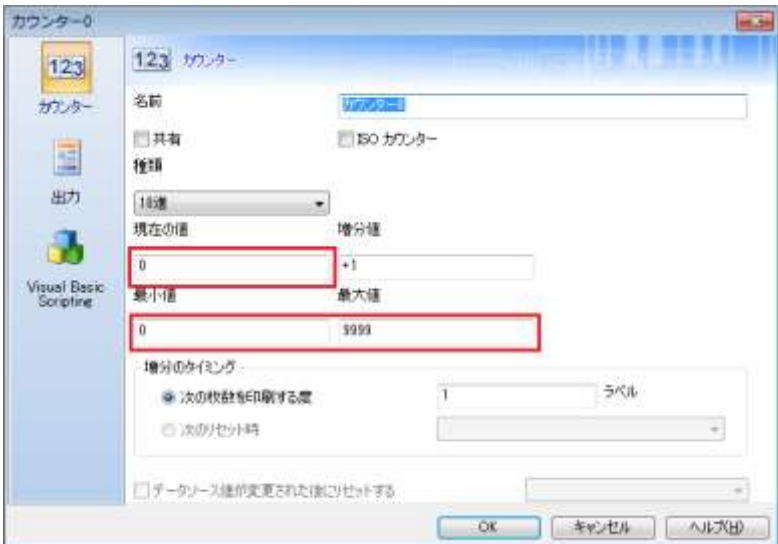 カウンター0
123
カウンター
出力
Visual Basic
Scripting
123 カウンター
名前
カウンター0
共有
ISO カウンター
種類
10進
現在の値
増分値
0
+1
最小値
最大値
0
9999
増分のタイミング
次の枚数を印刷する度
1
ラベル
次のリセット時
データソース値が変更された後にリセットする
OK
キャンセル
ヘルプ(H)